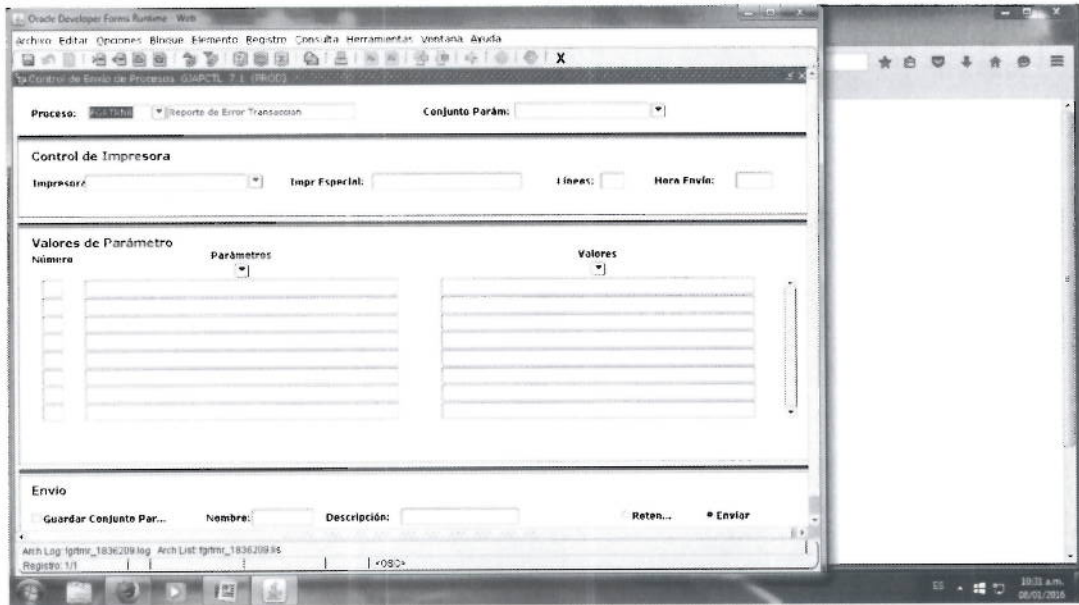 Oracle Developer Forms Runtime - Web
Archivo Editar Opciones Bloque Elemento Registro Consulta Herramientas Ventana Ayuda
X
Control de Envío de Procesos GJAPCTL 7.1 (PROD)
Proceso: Reporte de Error Transacción Conjunto Parám:
Control de Impresora
Impresora Impr Especial: Líneas: Hora Envío:
Valores de Parámetro
Número Parámetros Valores
Envío
Guardar Conjunto Par... Nombre: Descripción: Reten... Enviar
Arch Log: fgrtrnr_1836209.log Arch List: fgrtrnr_1836209.lis
Registro: 1/1 <OSC>
ES 10:31 a.m.
08/01/2016